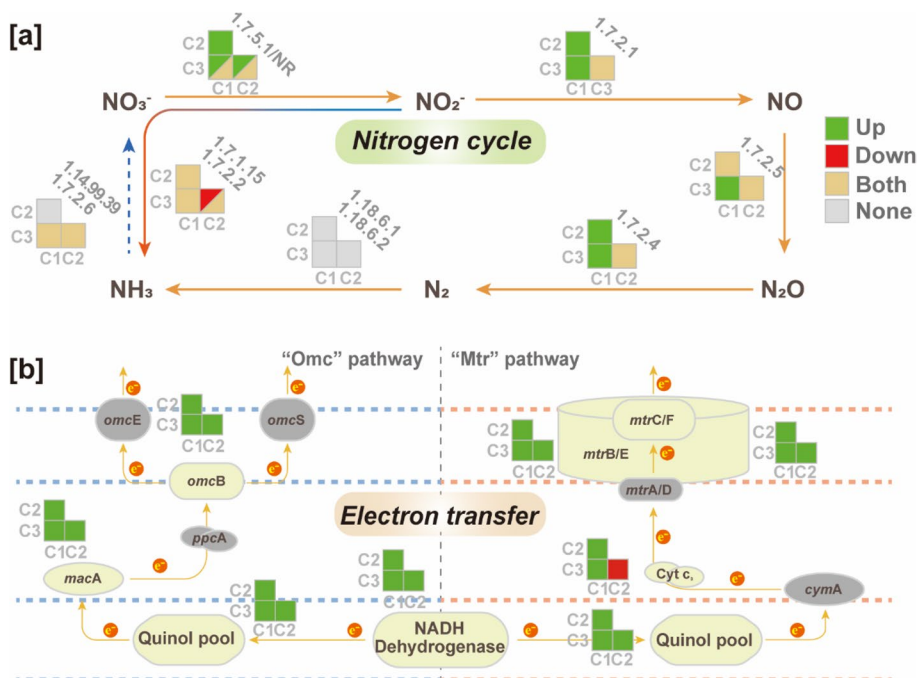 [a]
C2
C3
C1 C2
1.7.5.1/NR
C2
C3
C1 C3
1.7.2.1
NO₃⁻
NO₂⁻
NO
Nitrogen cycle
Up
Down
Both
None
1.14.99.39
1.7.2.6
C2
C3
C1 C2
1.7.1.15
1.7.2.2
C2
C3
C1 C2
1.18.6.1
1.18.6.2
C2
C3
C1 C2
1.7.2.4
C2
C3
C1 C2
1.7.2.5
C2
C3
C1 C2
NH₃
N₂
N₂O
[b]
"Omc" pathway
"Mtr" pathway
e⁻
e⁻
e⁻
omcE
C2
C3
C1C2
omcS
mtrC/F
C2
C3
C1C2
mtrB/E
e⁻
C2
C3
C1C2
e⁻
e⁻
omcB
mtrA/D
Electron transfer
C2
C3
C1C2
ppcA
macA
e⁻
C2
C3
C1C2
C2
C3
C1C2
C2
C3
C1C2
Cyt c,
e⁻
e⁻
cymA
e⁻
Quinol pool
e⁻
NADH
Dehydrogenase
e⁻
C2
C3
C1C2
Quinol pool
e⁻